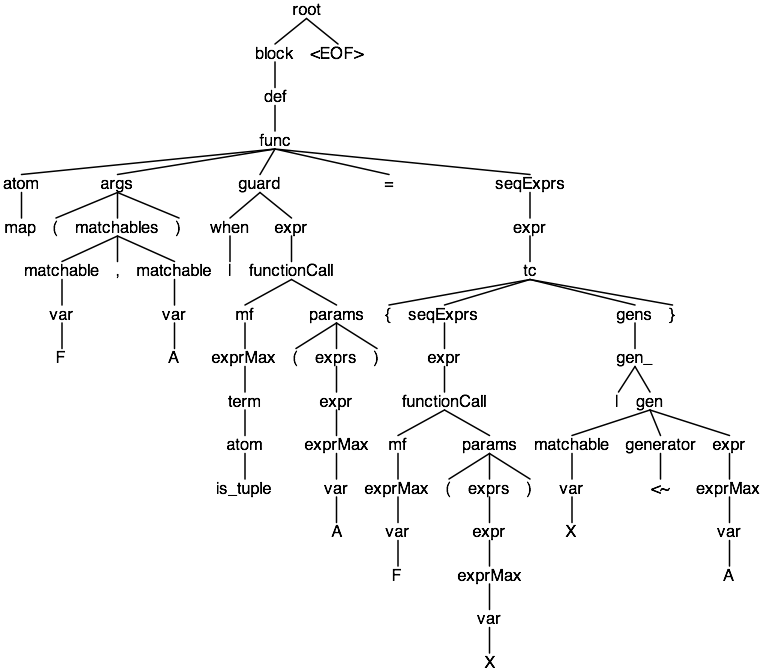 root
block <EOF>
def
func
atom args guard = seqExprs
map ( matchables ) when expr expr
matchable , matchable | functionCall tc
var var mf params { seqExprs gens }
F A exprMax ( exprs ) expr gen_
term expr functionCall | gen
atom exprMax mf params matchable generator expr
is_tuple var exprMax ( exprs ) var <~ exprMax
A var expr X var
F exprMax A
var
X